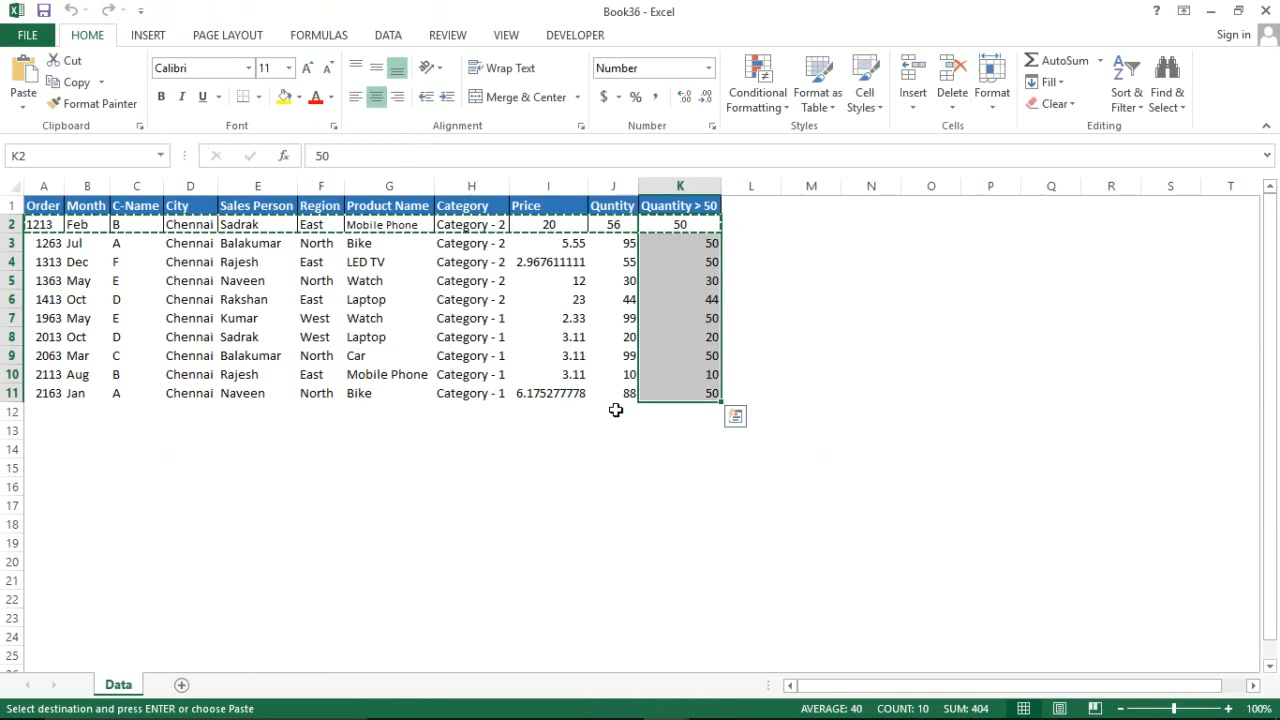 Book36 - Excel
? Sign in
FILE HOME INSERT PAGE LAYOUT FORMULAS DATA REVIEW VIEW DEVELOPER
Paste Cut Copy Format Painter
Clipboard
Calibri 11
B I U A
Font
Wrap Text
Merge & Center
Alignment
Number
$ % ,
Number
Conditional Formatting Format as Table Cell Styles
Styles
Insert Delete Format
Cells
AutoSum Fill Clear Sort & Filter Find & Select
Editing
K2 fx 50
A B C D E F G H I J K L M N O P Q R S T
1 Order Month C-Name City Sales Person Region Product Name Category Price Quntity Quantity > 50
2 1213 Feb B Chennai Sadrak East Mobile Phone Category - 2 20 56 50
3 1263 Jul A Chennai Balakumar North Bike Category - 2 5.55 95 50
4 1313 Dec F Chennai Rajesh East LED TV Category - 2 2.967611111 55 50
5 1363 May E Chennai Naveen North Watch Category - 2 12 30 30
6 1413 Oct D Chennai Rakshan East Laptop Category - 2 23 44 44
7 1963 May E Chennai Kumar West Watch Category - 1 2.33 99 50
8 2013 Oct D Chennai Sadrak West Laptop Category - 1 3.11 20 20
9 2063 Mar C Chennai Balakumar North Car Category - 1 3.11 99 50
10 2113 Aug B Chennai Rajesh East Mobile Phone Category - 1 3.11 10 10
11 2163 Jan A Chennai Naveen North Bike Category - 1 6.175277778 88 50
12
13
14
15
16
17
18
19
20
21
22
23
24
25
Data
Select destination and press ENTER or choose Paste AVERAGE: 40 COUNT: 10 SUM: 404 100%